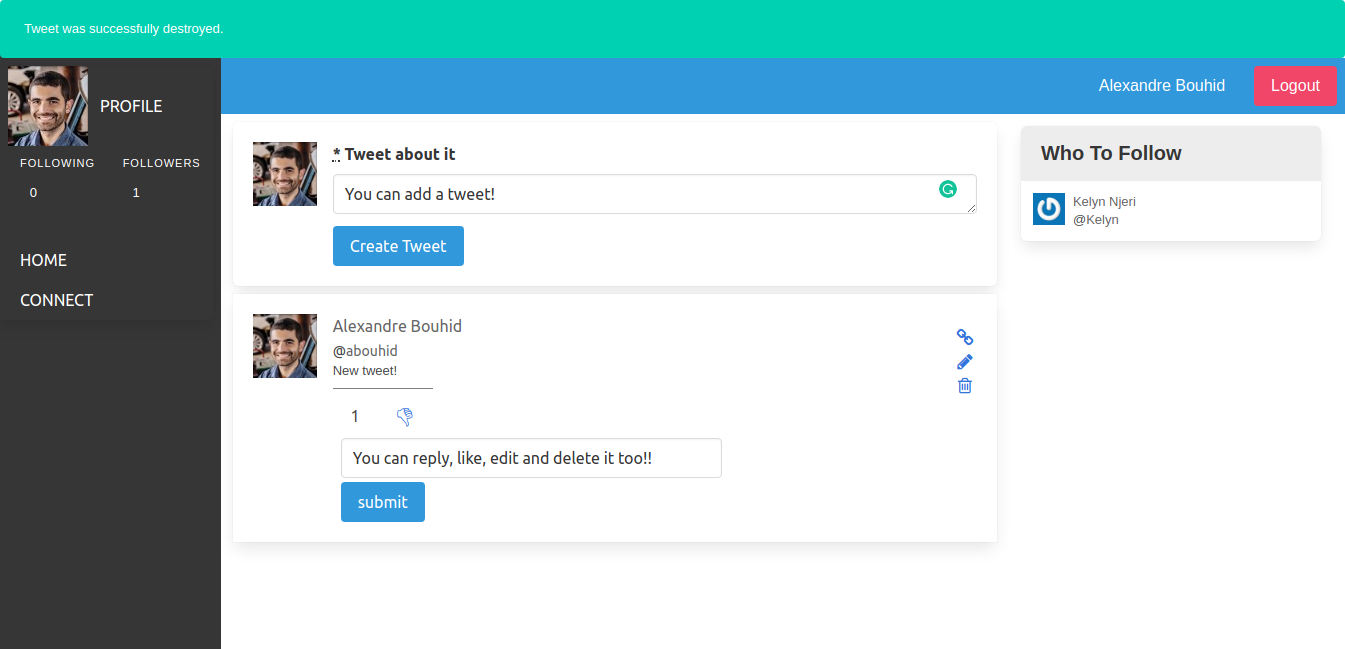 Tweet was successfully destroyed.
Alexandre Bouhid
Logout
PROFILE
FOLLOWING FOLLOWERS
0 1
HOME
CONNECT
* Tweet about it
You can add a tweet!
Create Tweet
Alexandre Bouhid
@abouhid
New tweet!
1
You can reply, like, edit and delete it too!!
submit
Who To Follow
Kelyn Njeri
@Kelyn